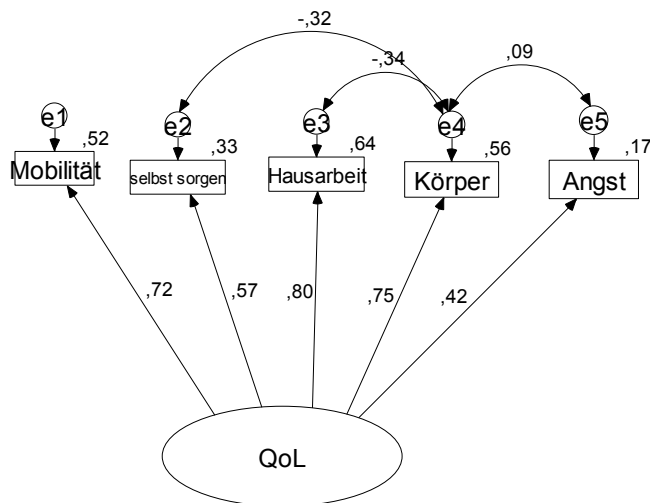 -,32
-,34
,09
e1
e2
e3
e4
e5
,52
,33
,64
,56
,17
Mobilität
selbst sorgen
Hausarbeit
Körper
Angst
,72
,57
,80
,75
,42
QoL